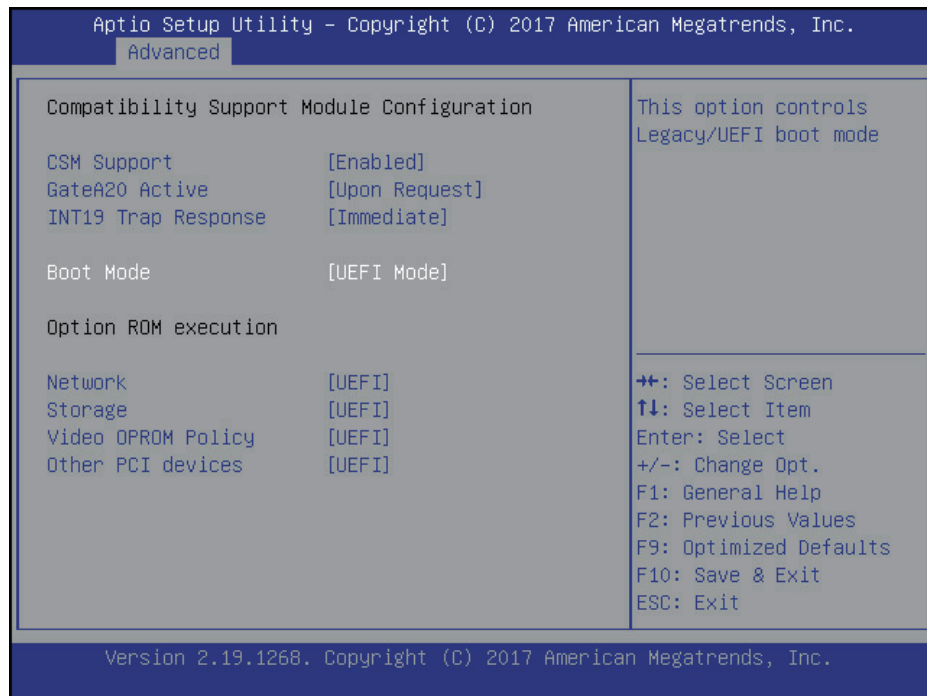 Aptio Setup Utility – Copyright (C) 2017 American Megatrends, Inc.
Advanced
Compatibility Support Module Configuration
CSM Support [Enabled]
GateA20 Active [Upon Request]
INT19 Trap Response [Immediate]
Boot Mode [UEFI Mode]
Option ROM execution
Network [UEFI]
Storage [UEFI]
Video OPROM Policy [UEFI]
Other PCI devices [UEFI]
This option controls
Legacy/UEFI boot mode
→←: Select Screen
↑↓: Select Item
Enter: Select
+/-: Change Opt.
F1: General Help
F2: Previous Values
F9: Optimized Defaults
F10: Save & Exit
ESC: Exit
Version 2.19.1268. Copyright (C) 2017 American Megatrends, Inc.